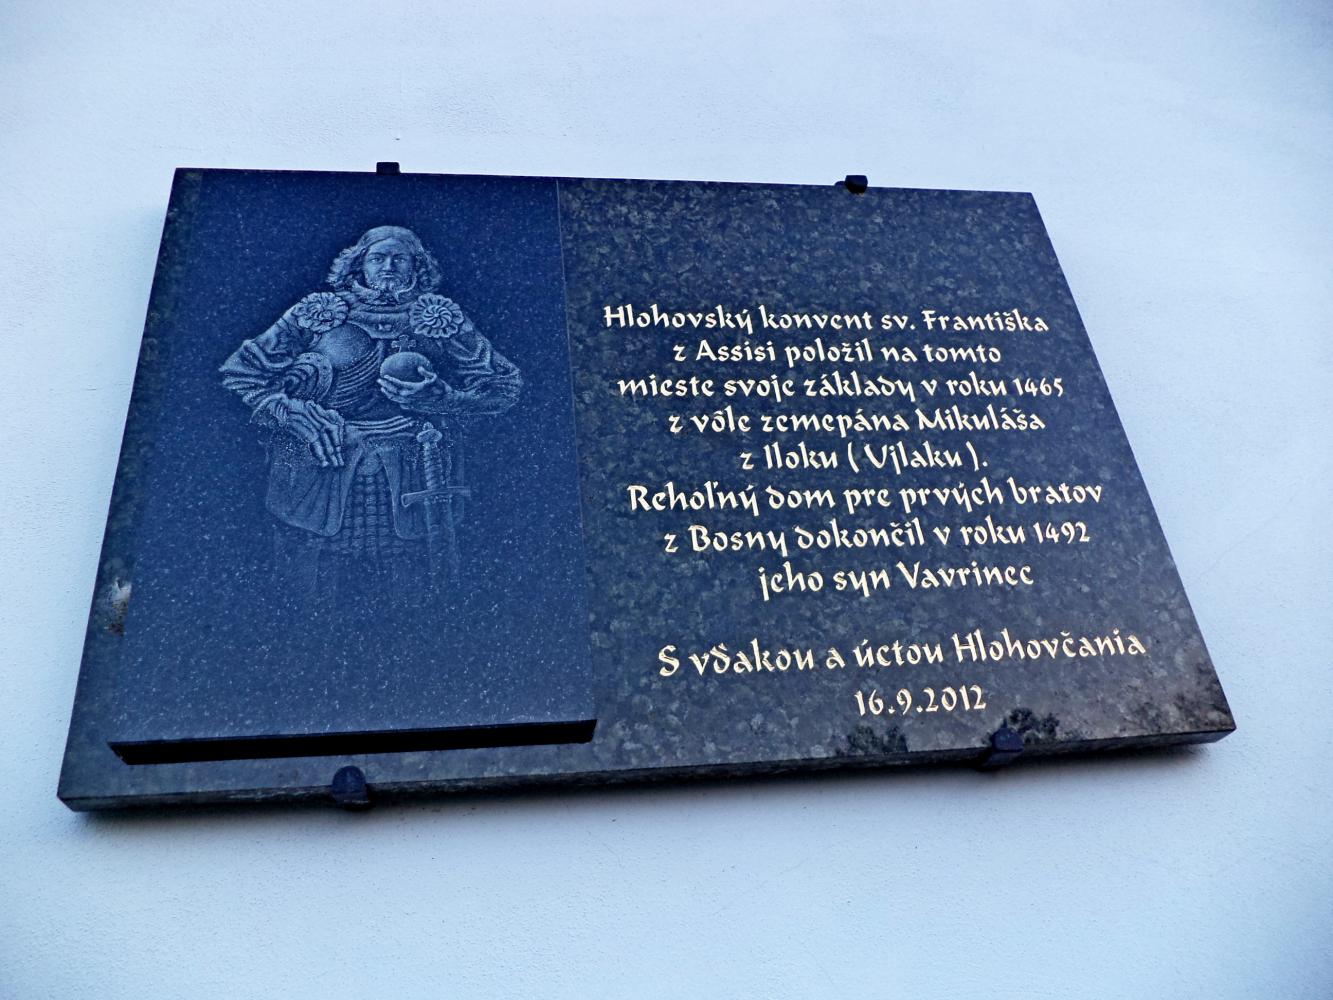 Hlohovský konvent sv. Františka
z Assisi položil na tomto
mieste svoje základy v roku 1465
z vôle zemepána Mikuláša
z Iloku ( Ujlaku ).
Rehoľný dom pre prvých bratov
z Bosny dokončil v roku 1492
jeho syn Vavrinec
S vďakou a úctou Hlohovčania
16.9.2012